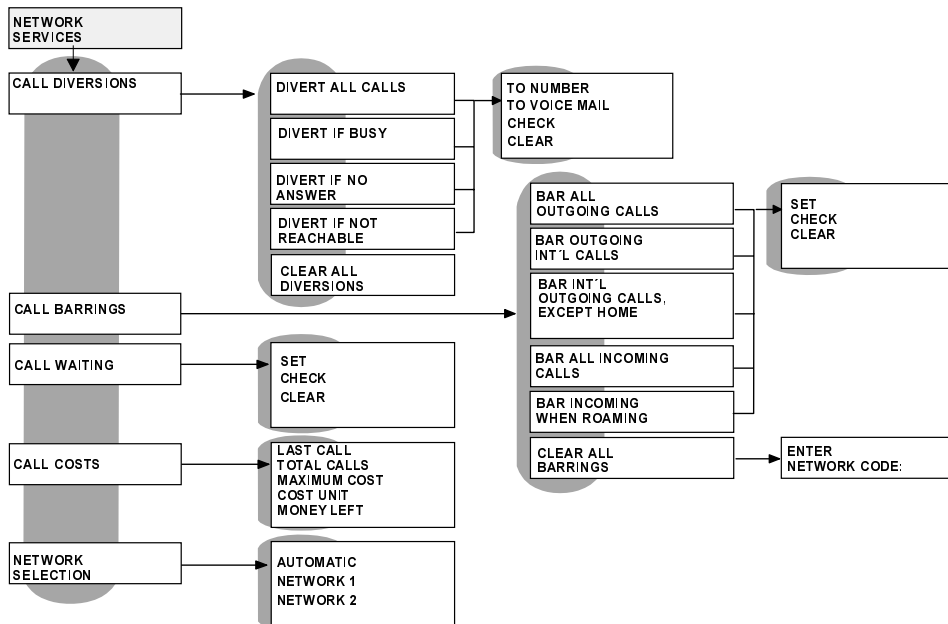 NETWORK
SERVICES
CALL DIVERSIONS
DIVERT ALL CALLS
DIVERT IF BUSY
DIVERT IF NO
ANSWER
DIVERT IF NOT
REACHABLE
CLEAR ALL
DIVERSIONS
TO NUMBER
TO VOICE MAIL
CHECK
CLEAR
CALL BARRINGS
BAR ALL
OUTGOING CALLS
BAR OUTGOING
INT´L CALLS
BAR INT´L
OUTGOING CALLS,
EXCEPT HOME
BAR ALL INCOMING
CALLS
BAR INCOMING
WHEN ROAMING
CLEAR ALL
BARRINGS
SET
CHECK
CLEAR
ENTER
NETWORK CODE:
CALL WAITING
SET
CHECK
CLEAR
CALL COSTS
LAST CALL
TOTAL CALLS
MAXIMUM COST
COST UNIT
MONEY LEFT
NETWORK
SELECTION
AUTOMATIC
NETWORK 1
NETWORK 2